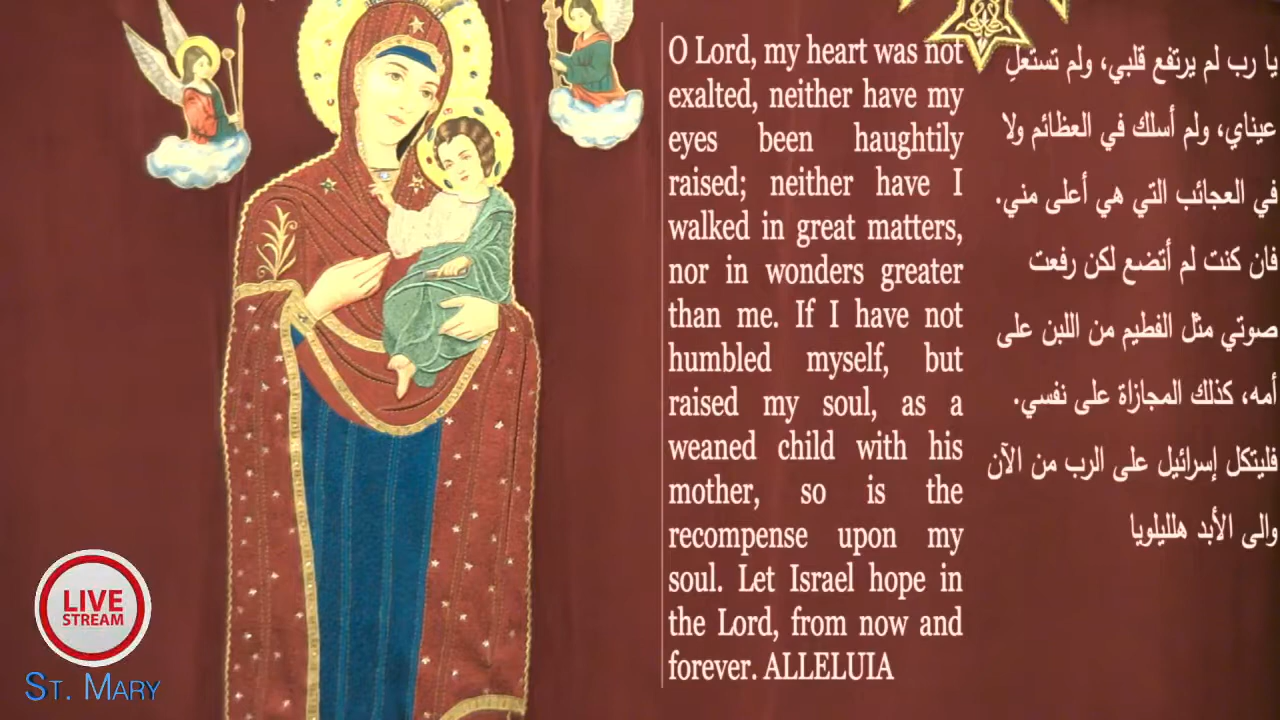 O Lord, my heart was not
exalted, neither have my
eyes been haughtily
raised; neither have I
walked in great matters,
nor in wonders greater
than me. If I have not
humbled myself, but
raised my soul, as a
weaned child with his
mother, so is the
recompense upon my
soul. Let Israel hope in
the Lord, from now and
forever. ALLELUIA
يا رب لم يرتفع قلبي، ولم تستعلِ
عيناي، ولم أسلك في العظائم ولا
في العجائب التي هي أعلى مني.
فان كنت لم أتضع لكن رفعت
صوتي مثل الفطيم من اللبن على
أمه، كذلك المجازاة على نفسي.
فليتكل إسرائيل على الرب من الآن
والى الأبد هلليلويا
LIVE
STREAM
St. Mary